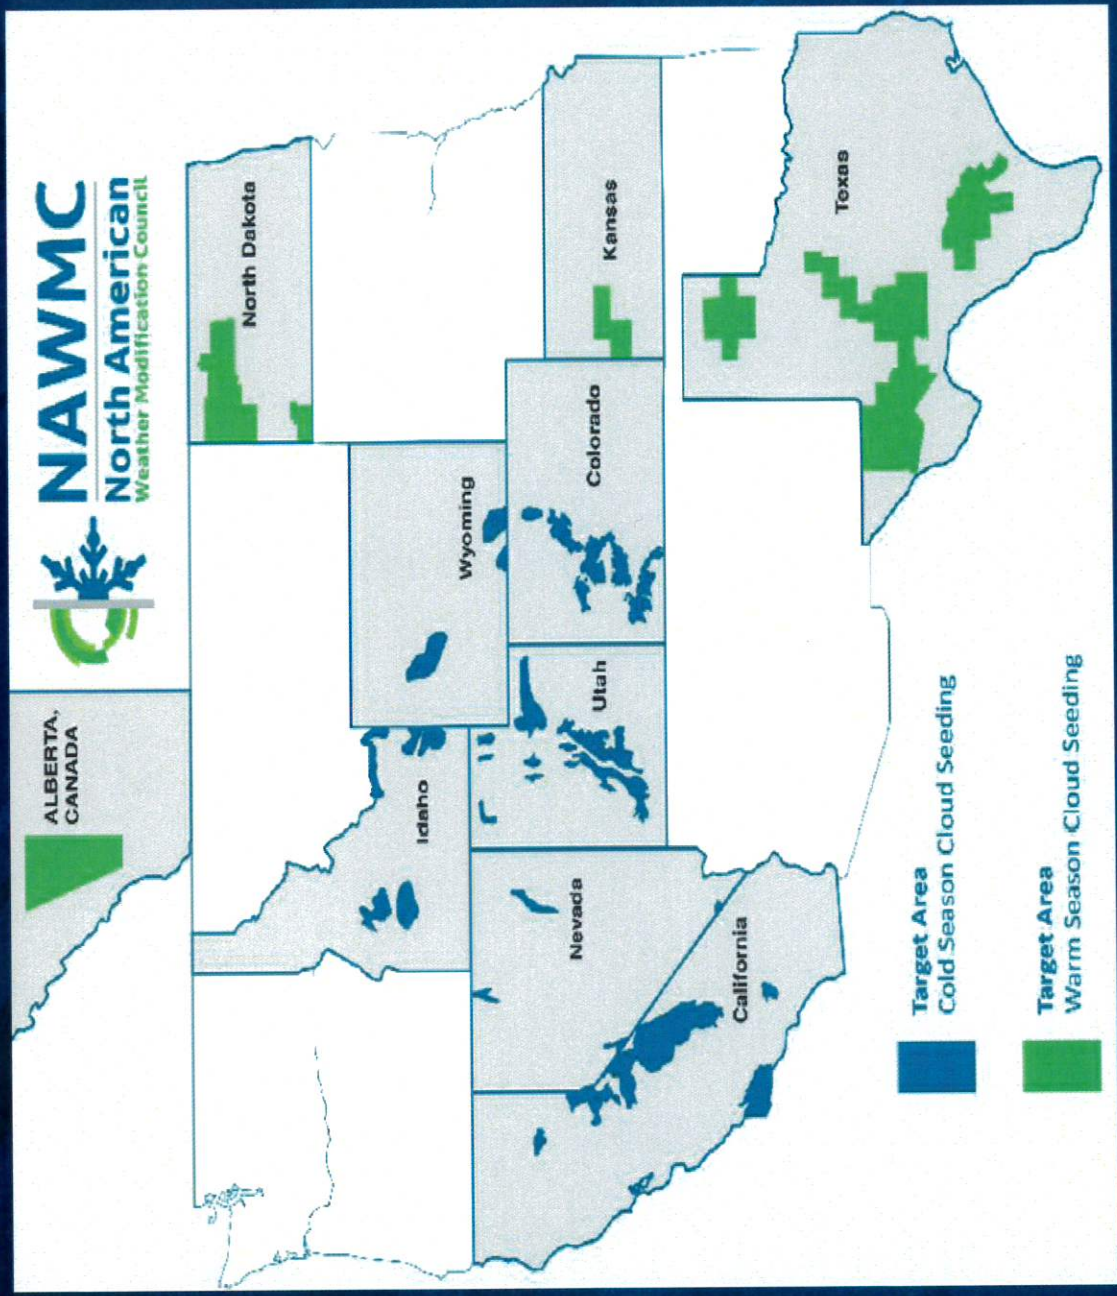 NAWMC
North American
Weather Modification Council
ALBERTA,
CANADA
North Dakota
Idaho
Wyoming
Nevada
Utah
Colorado
Kansas
California
Texas
Target Area
Cold Season Cloud Seeding
Target Area
Warm Season Cloud Seeding